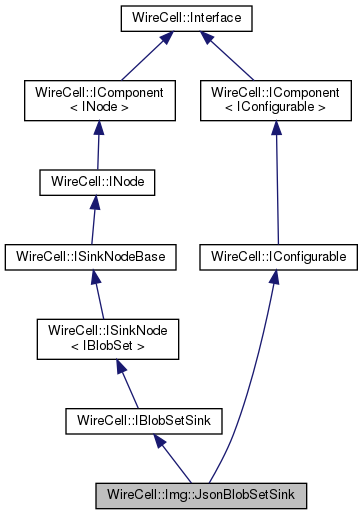 WireCell::Interface
WireCell::IComponent
< INode >
WireCell::IComponent
< IConfigurable >
WireCell::INode
WireCell::ISinkNodeBase
WireCell::IConfigurable
WireCell::ISinkNode
< IBlobSet >
WireCell::IBlobSetSink
WireCell::Img::JsonBlobSetSink